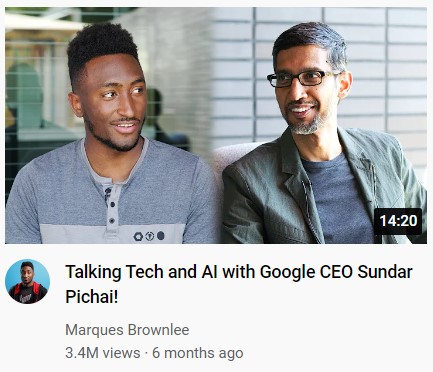 14:20
Talking Tech and AI with Google CEO Sundar
Pichai!
Marques Brownlee
3.4M views · 6 months ago